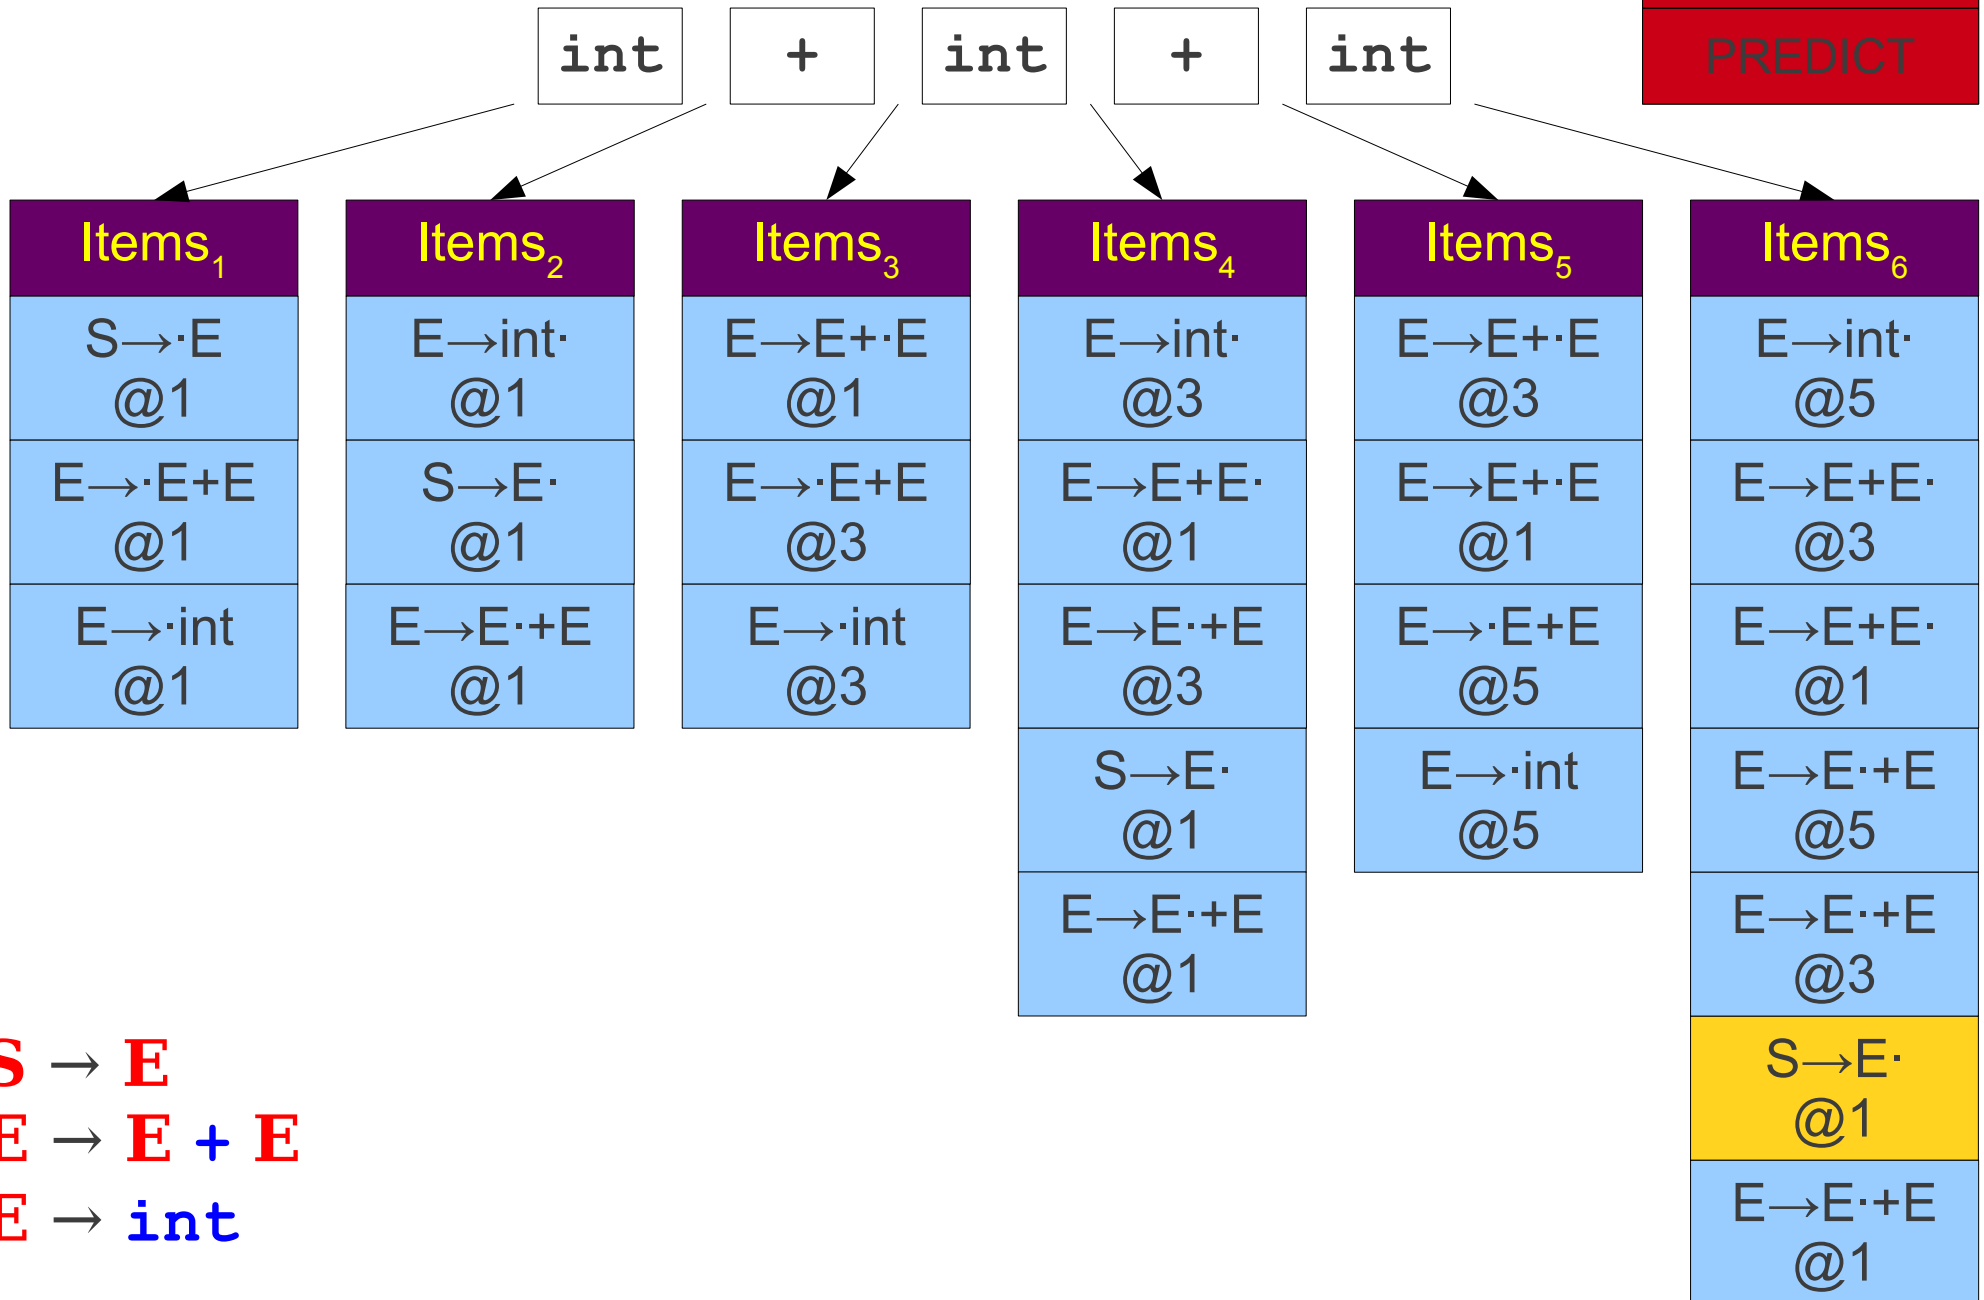 int + int + int PREDICT
Items1 Items2 Items3 Items4 Items5 Items6
S→·E E→int· E→E+·E E→int· E→E+·E E→int·
@1 @1 @1 @3 @3 @5
E→·E+E S→E· E→·E+E E→E+E· E→E+·E E→E+E·
@1 @1 @3 @1 @1 @3
E→·int E→E·+E E→·int E→E·+E E→·E+E E→E+E·
@1 @1 @3 @3 @5 @1
S→E· E→·int E→E·+E
@1 @5 @5
E→E·+E E→E·+E
@1 @3
S→E·
@1
E→E·+E
@1
S → E
E → E + E
E → int